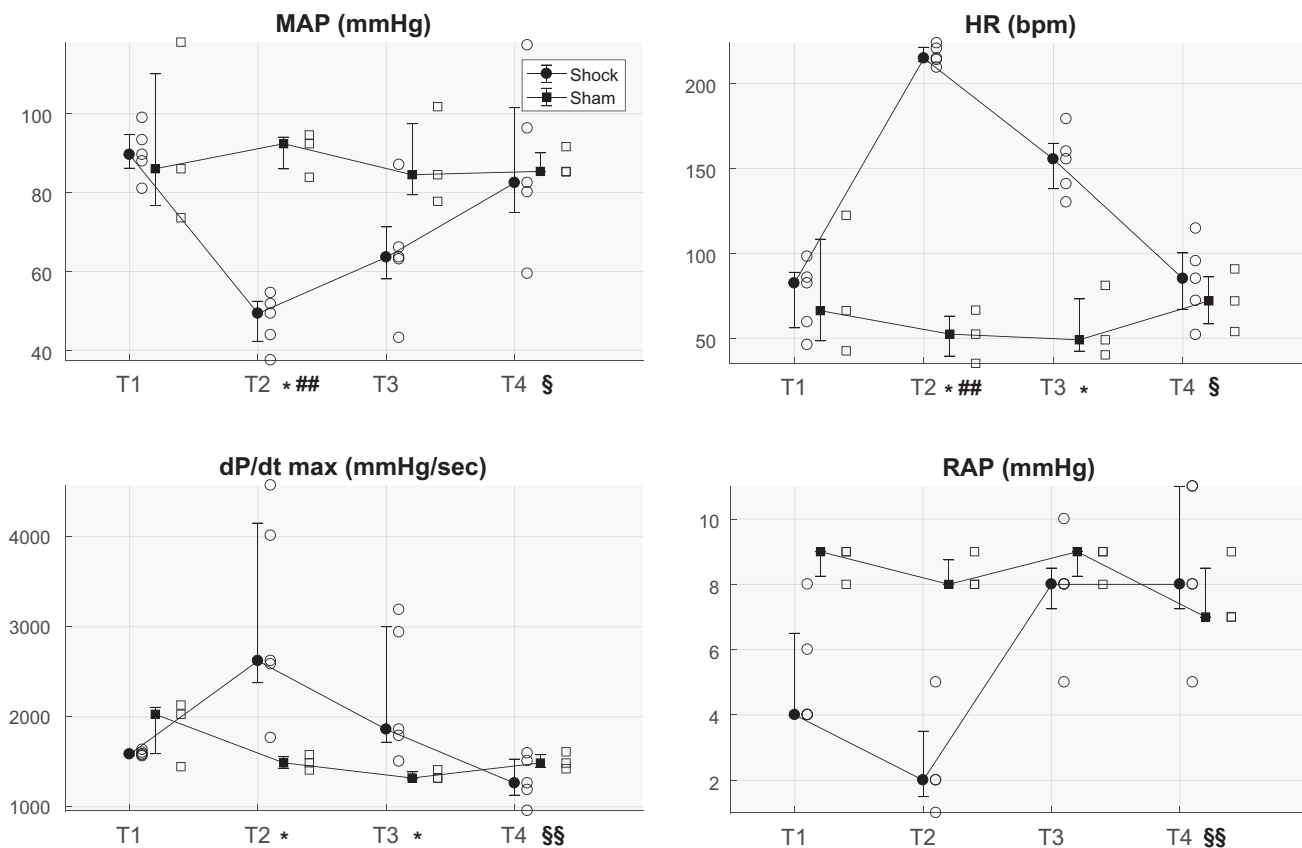 MAP (mmHg)
100
80
60
40
Shock
Sham
T1 T2 * ## T3 T4 §
HR (bpm)
200
150
100
50
T1 T2 * ## T3 * T4 §
dP/dt max (mmHg/sec)
4000
3000
2000
1000
T1 T2 * T3 * T4 §§
RAP (mmHg)
10
8
6
4
2
T1 T2 T3 T4 §§